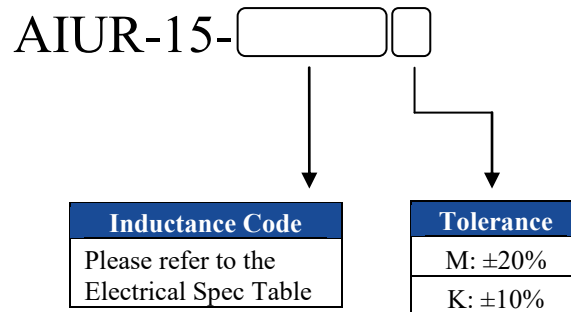 AIUR-15-
Inductance Code
Please refer to the
Electrical Spec Table
Tolerance
M: ±20%
K: ±10%